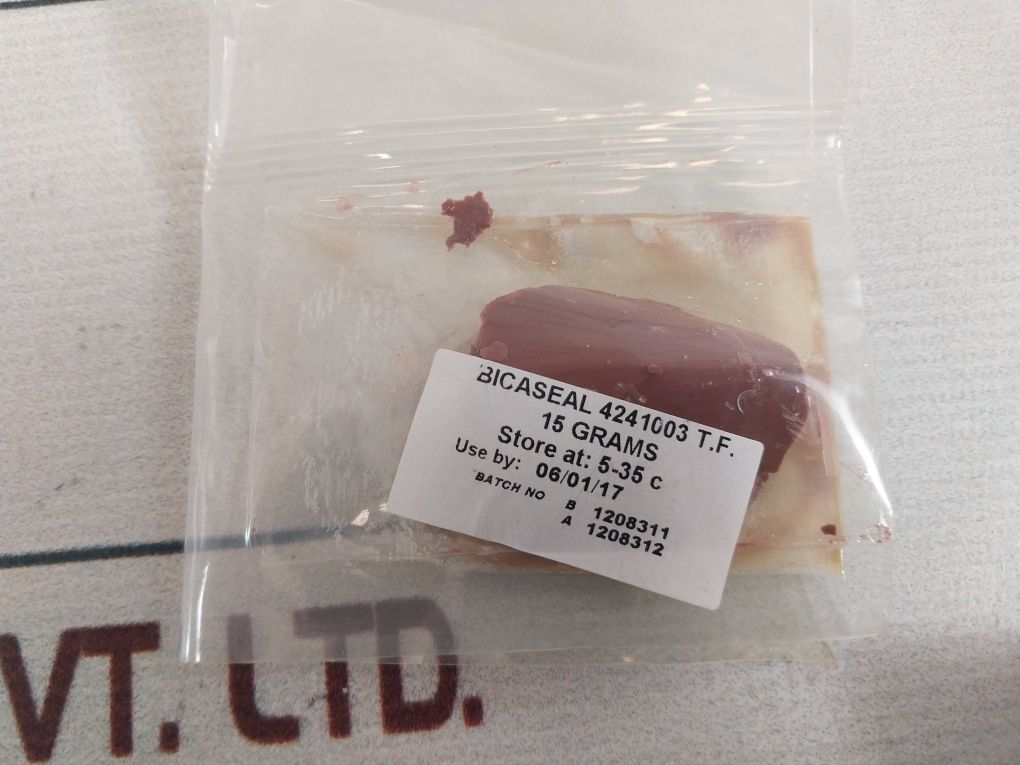 BICASEAL 4241003 T.F.
15 GRAMS
Store at: 5-35 c
Use by: 06/01/17
BATCH NO B 1208311
A 1208312
VT. LTD.